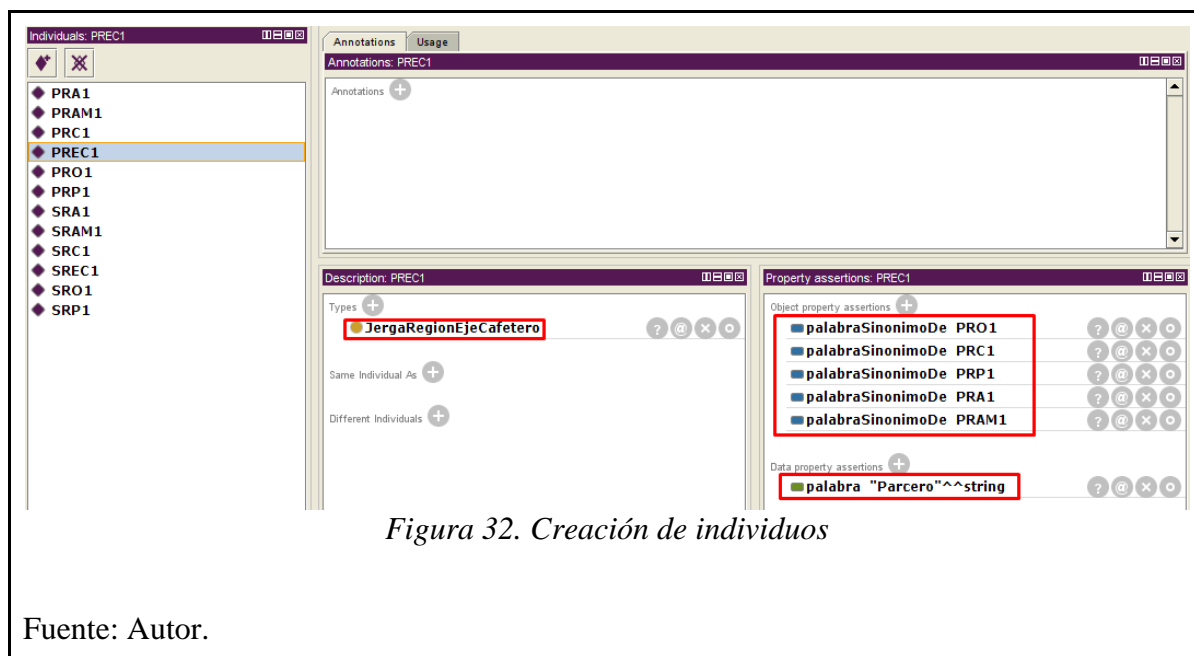 Individuals: PREC1
PRA1
PRAM1
PRC1
PREC1
PRO1
PRP1
SRA1
SRAM1
SRC1
SREC1
SRO1
SRP1
Annotations Usage
Annotations: PREC1
Annotations
Description: PREC1
Types
JergaRegionEjeCafetero
Same Individual As
Different Individuals
Property assertions: PREC1
Object property assertions
palabraSinonimoDe PRO1
palabraSinonimoDe PRC1
palabraSinonimoDe PRP1
palabraSinonimoDe PRA1
palabraSinonimoDe PRAM1
Data property assertions
palabra "Parcero"^^string
Figura 32. Creación de individuos
Fuente: Autor.